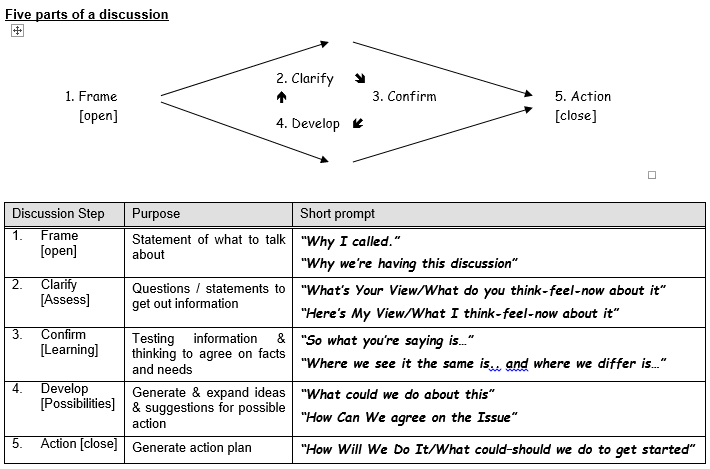 Five parts of a discussion
2. Clarify
1. Frame
3. Confirm
5. Action
[open]
[close]
4. Develop
Discussion Step
Purpose
Short prompt
1. Frame
[open]
Statement of what to talk
about
"Why I called."
"Why we're having this discussion"
2. Clarify
[Assess]
Questions / statements to
get out information
"What's Your View/What do you think-feel-now about it"
"Here's My View/What I think-feel-now about it"
3. Confirm
[Learning]
Testing information &
thinking to agree on facts
and needs
"So what you're saying is…"
"Where we see it the same is.. and where we differ is…"
4. Develop
[Possibilities]
Generate & expand ideas
& suggestions for possible
action
"What could we do about this"
"How Can We agree on the Issue"
5. Action [close]
Generate action plan
"How Will We Do It/What could-should we do to get started"